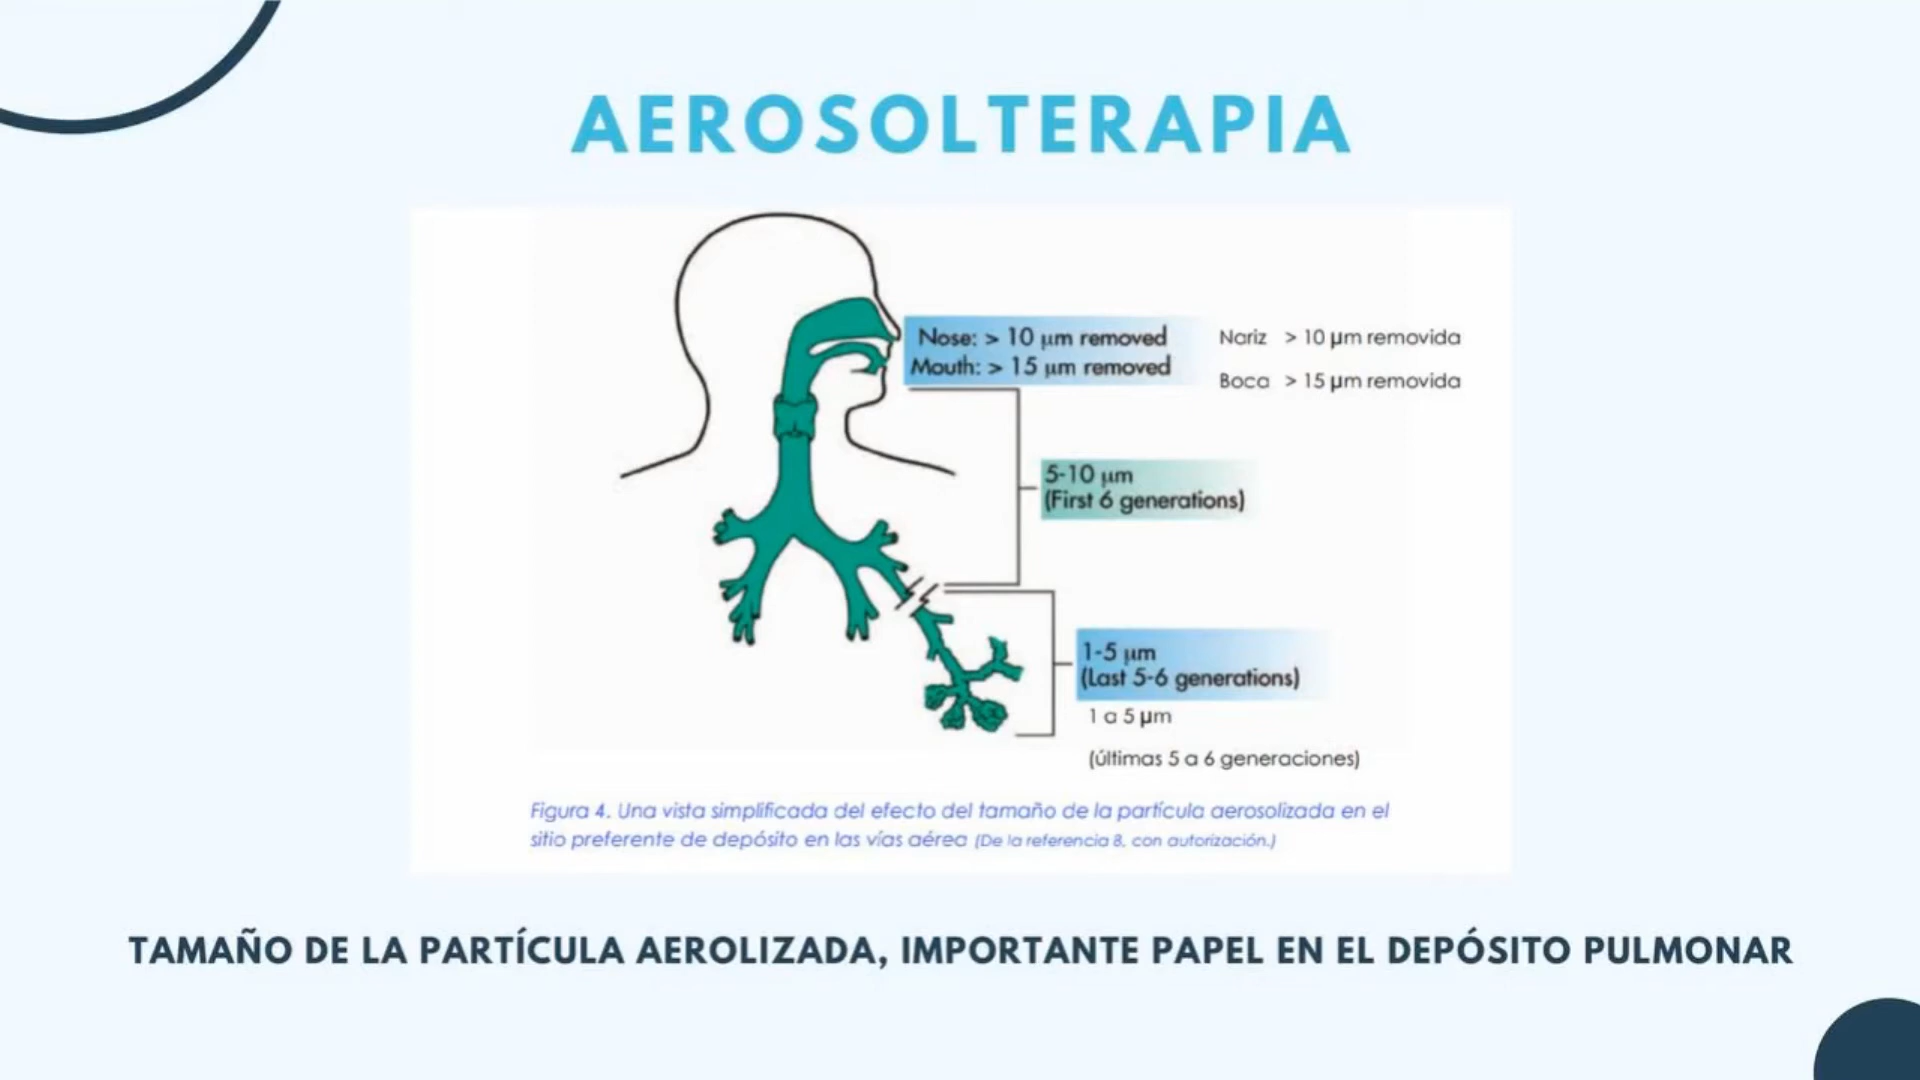 AEROSOLTERAPIA
Nose: > 10 µm removed
Mouth: > 15 µm removed
Nariz > 10 µm removida
Boca > 15 µm removida
5-10 µm
(First 6 generations)
1-5 µm
(Last 5-6 generations)
1 a 5 µm
(últimas 5 a 6 generaciones)
Figura 4. Una vista simplificada del efecto del tamaño de la partícula aerosolizada en el
sitio preferente de depósito en las vías aérea (De la referencia 8, con autorización.)
TAMAÑO DE LA PARTÍCULA AEROLIZADA, IMPORTANTE PAPEL EN EL DEPÓSITO PULMONAR